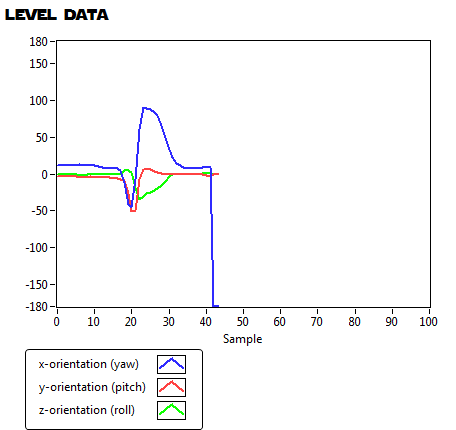 LEVEL DATA
180
150
100
50
0
-50
-100
-150
-180
0 10 20 30 40 50 60 70 80 90 100
Sample
x-orientation (yaw)
y-orientation (pitch)
z-orientation (roll)